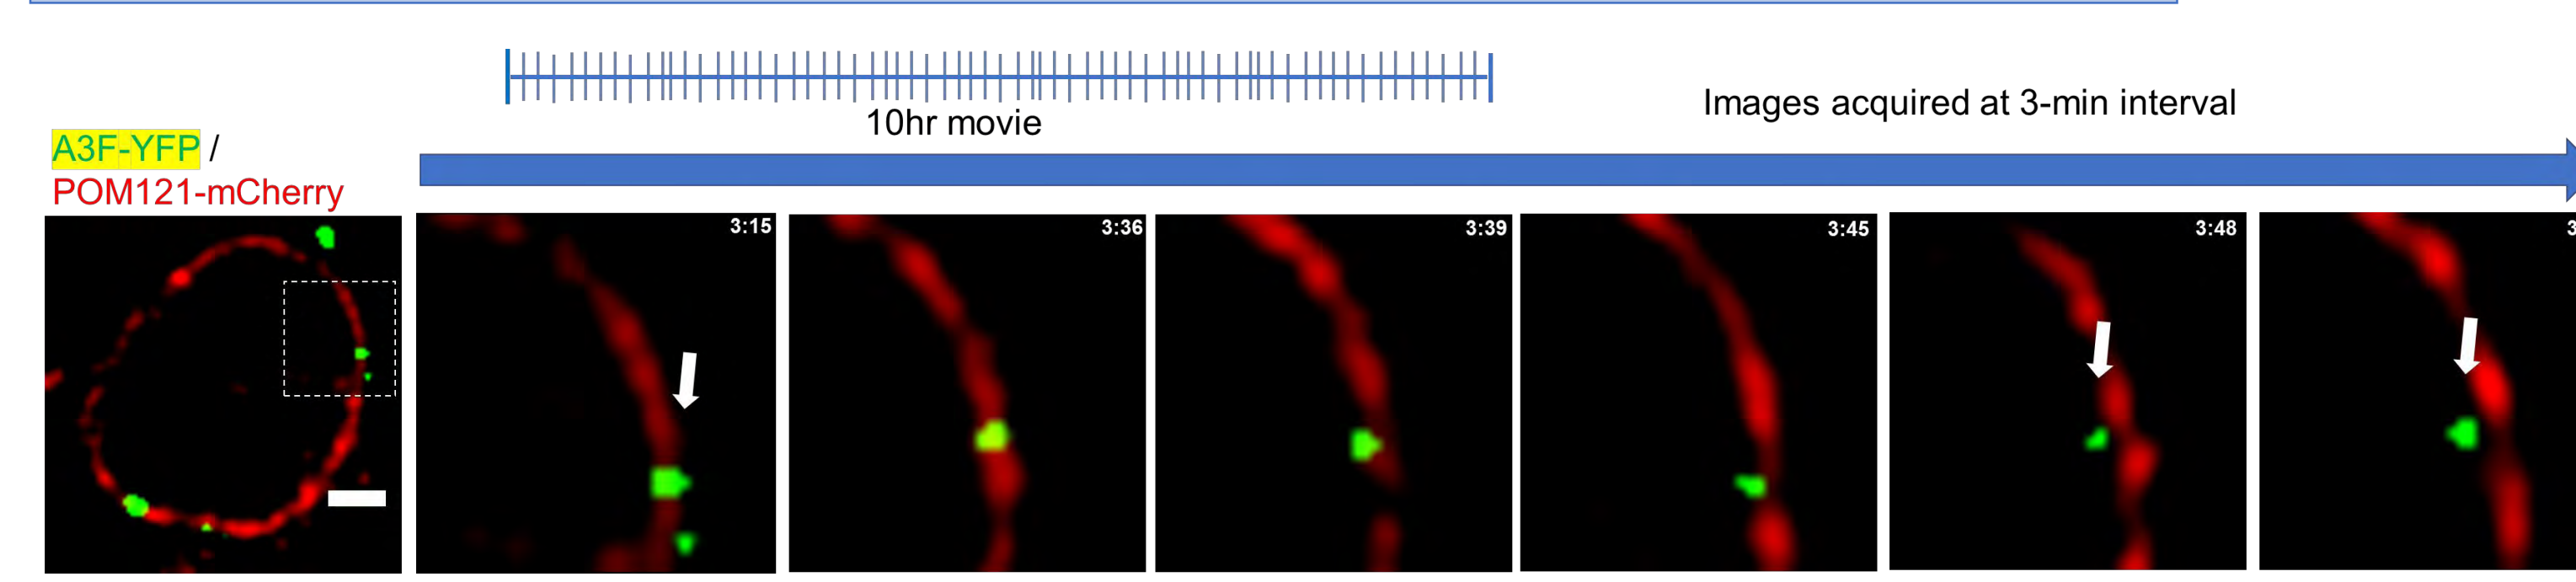 10hr movie
Images acquired at 3-min interval
A3F-YFP /
POM121-mCherry
3:15
3:36
3:39
3:45
3:48